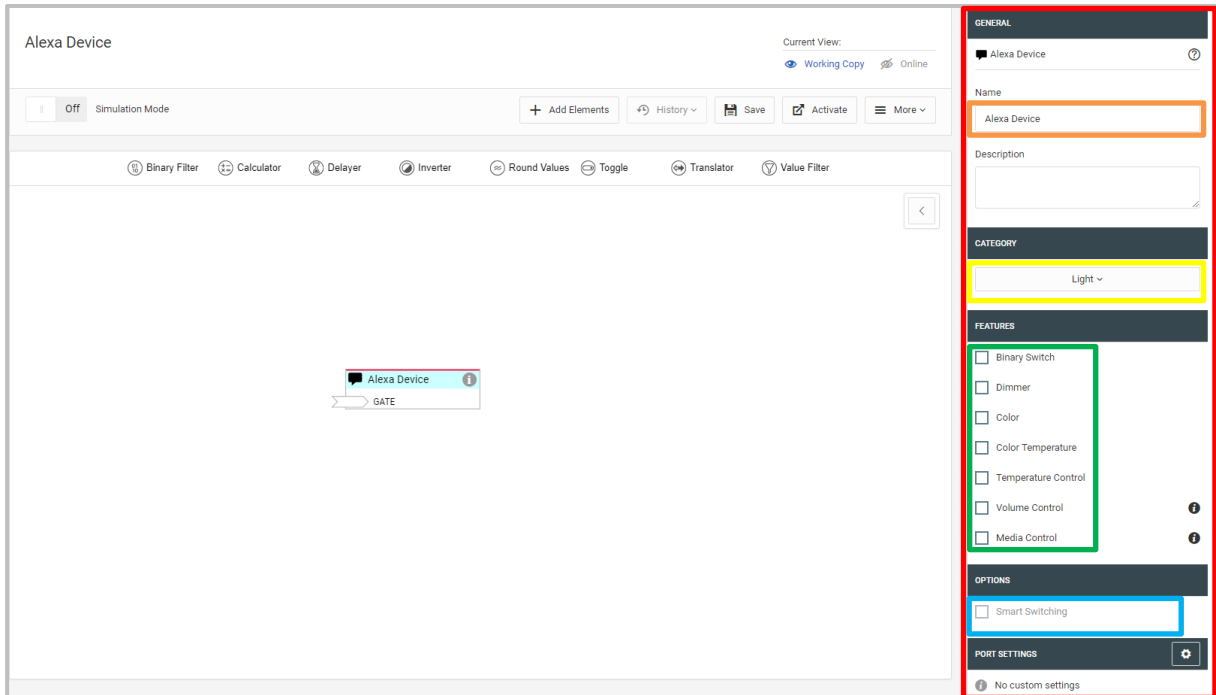 Alexa Device
Current View:
Working Copy Online
Off Simulation Mode
Add Elements History Save Activate More
Binary Filter Calculator Delayer Inverter Round Values Toggle Translator Value Filter
Alexa Device
GATE
GENERAL
Alexa Device
Name
Alexa Device
Description
CATEGORY
Light
FEATURES
Binary Switch
Dimmer
Color
Color Temperature
Temperature Control
Volume Control
Media Control
OPTIONS
Smart Switching
PORT SETTINGS
No custom settings